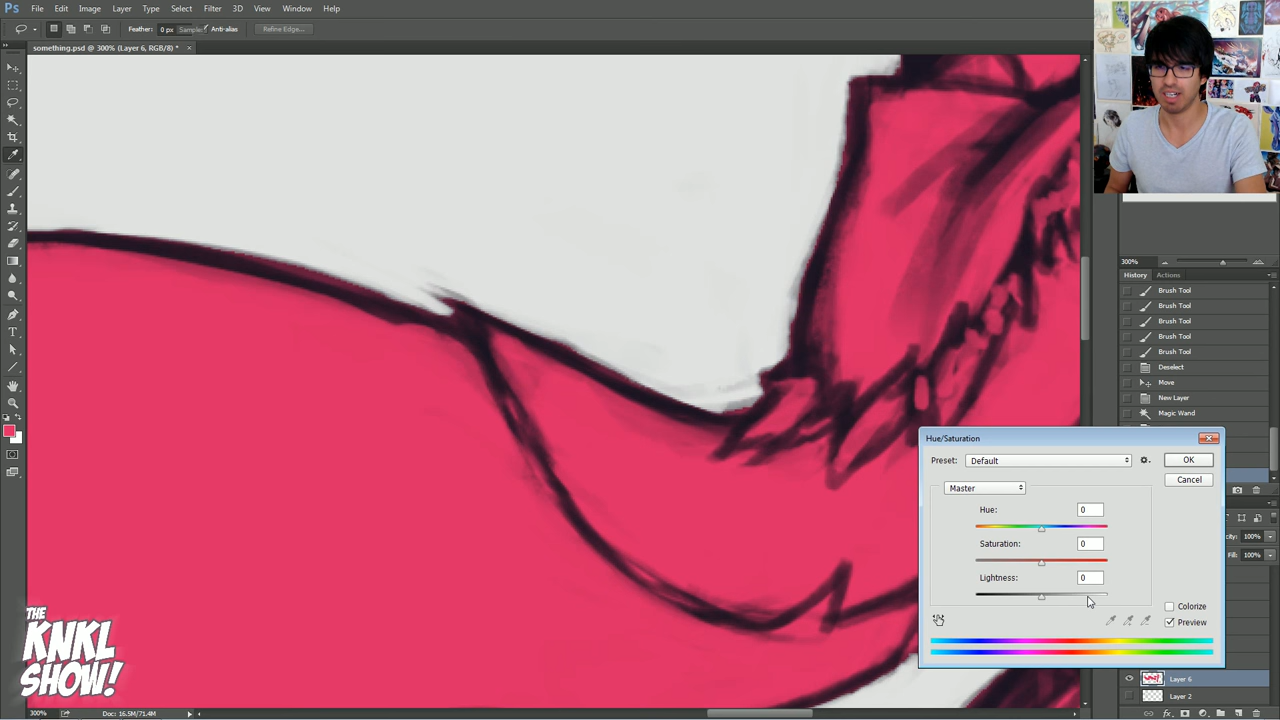 Ps File Edit Image Layer Type Select Filter 3D View Window Help
Feather: 0 px Anti-alias Refine Edge...
something.psd @ 300% (Layer 6, RGB/8) *
300%
History Actions
Brush Tool
Brush Tool
Brush Tool
Brush Tool
Brush Tool
Deselect
Move
New Layer
Magic Wand
Hue/Saturation
Preset: Default OK
Cancel
Master
Hue: 0
Saturation: 0
Lightness: 0
Colorize
Preview
100%
Fill: 100%
Layer 6
Layer 2
THE
KNKL
SHOW!
300% Doc: 16.5M/71.4M